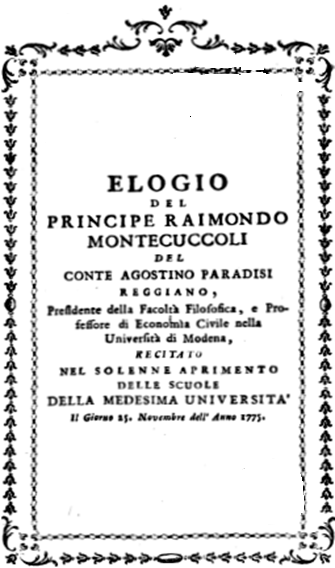 ELOGIO
DEL
PRINCIPE RAIMONDO
MONTECUCCOLI
DEL
CONTE AGOSTINO PARADISI
REGGIANO,
Presidente della Facoltà Filosofica, e Pro-
fessore di Economia Civile nella
Università di Modena,
RECITATO
NEL SOLENNE APRIMENTO
DELLE SCUOLE
DELLA MEDESIMA UNIVERSITA'
Il Giorno 25. Novembre dell' Anno 1775.